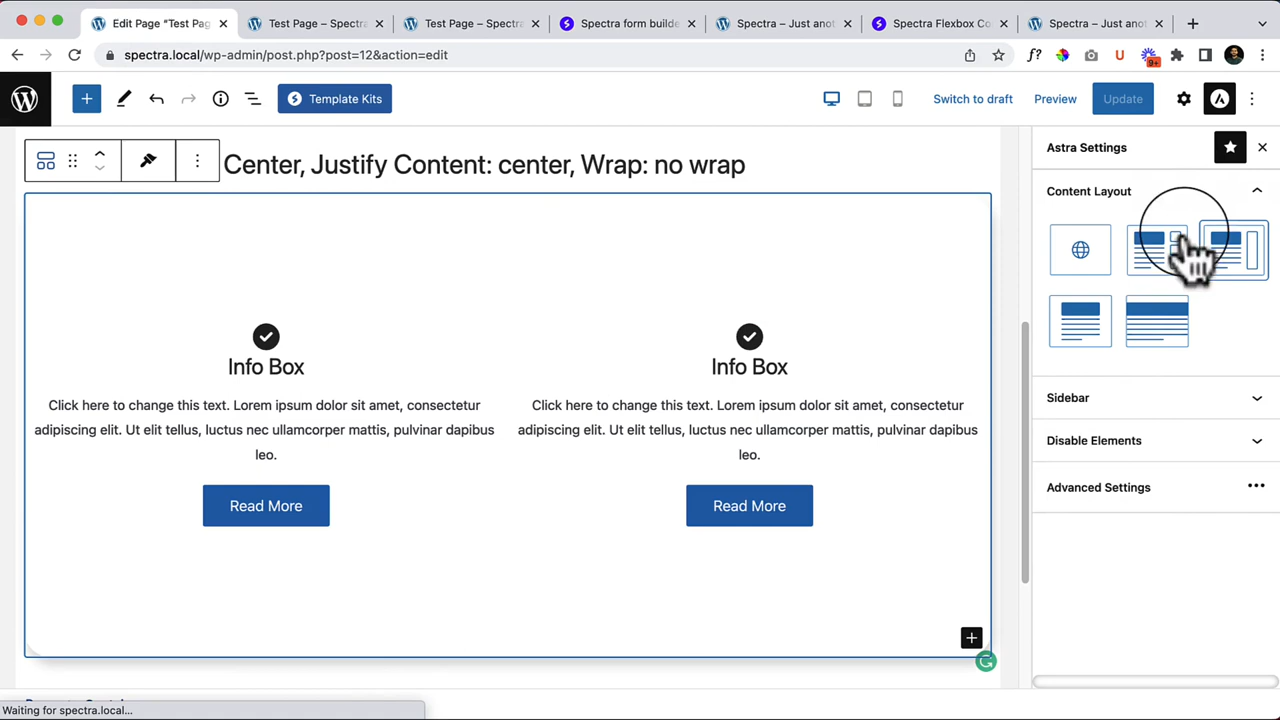 Edit Page “Test Pag
Test Page – Spectra
Test Page – Spectra
Spectra form builde
Spectra – Just anot
Spectra Flexbox Co
Spectra – Just anot
spectra.local/wp-admin/post.php?post=12&action=edit
f?
U
9+
Template Kits
Switch to draft
Preview
Update
Center, Justify Content: center, Wrap: no wrap
Astra Settings
Content Layout
Info Box
Click here to change this text. Lorem ipsum dolor sit amet, consectetur
adipiscing elit. Ut elit tellus, luctus nec ullamcorper mattis, pulvinar dapibus
leo.
Read More
Info Box
Click here to change this text. Lorem ipsum dolor sit amet, consectetur
adipiscing elit. Ut elit tellus, luctus nec ullamcorper mattis, pulvinar dapibus
leo.
Read More
Sidebar
Disable Elements
Advanced Settings
Waiting for spectra.local...